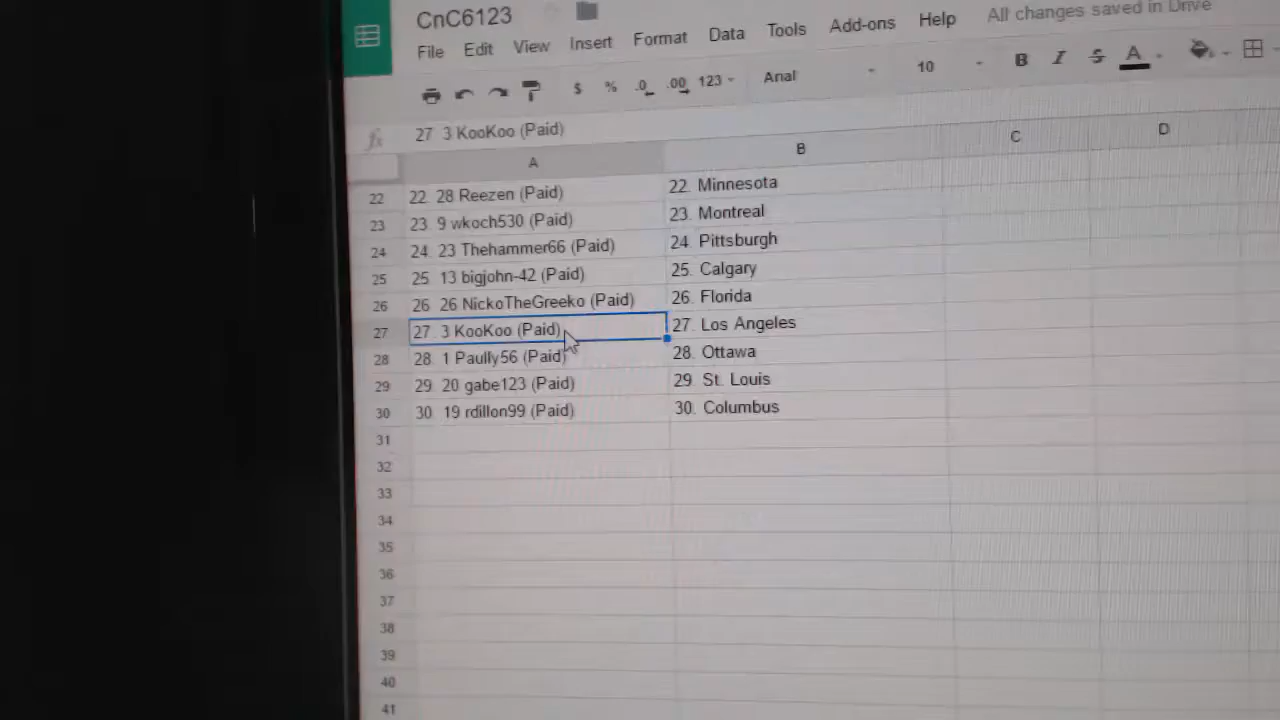 CnC6123
File Edit View Insert Format Data Tools Add-ons Help All changes saved in Drive
$ % .0 .00 123 Arial 10 B I S A
fx 27 3 KooKoo (Paid)
A B C D
22 22. 28 Reezen (Paid) 22. Minnesota
23 23. 9 wkoch530 (Paid) 23. Montreal
24 24. 23 Thehammer66 (Paid) 24. Pittsburgh
25 25 13 bigjohn-42 (Paid) 25. Calgary
26 26 26 NickoTheGreeko (Paid) 26. Florida
27 27. 3 KooKoo (Paid) 27. Los Angeles
28 28. 1 Paully56 (Paid) 28. Ottawa
29 29 20 gabe123 (Paid) 29. St. Louis
30 30 19 rdillon99 (Paid) 30. Columbus
31
32
33
34
35
36
37
38
39
40
41